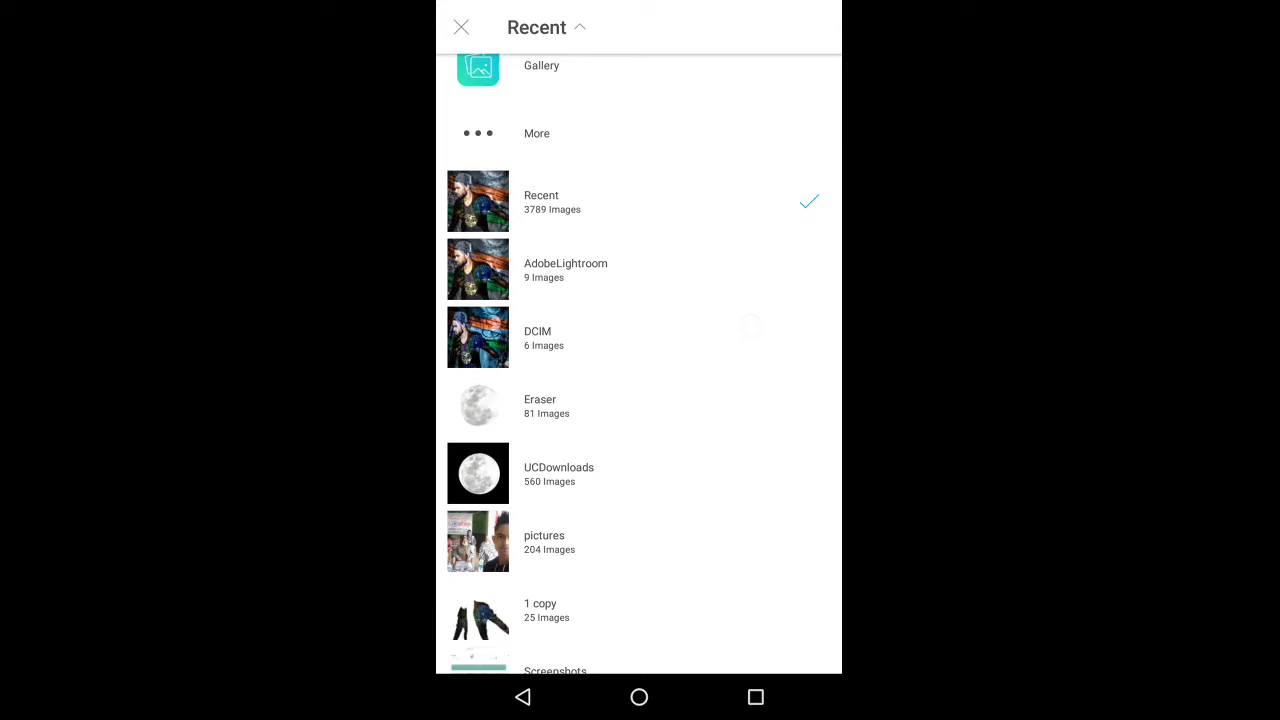 Recent
Gallery
More
Recent
3789 Images
AdobeLightroom
9 Images
DCIM
6 Images
Eraser
81 Images
UCDownloads
560 Images
pictures
204 Images
1 copy
25 Images
Screenshots